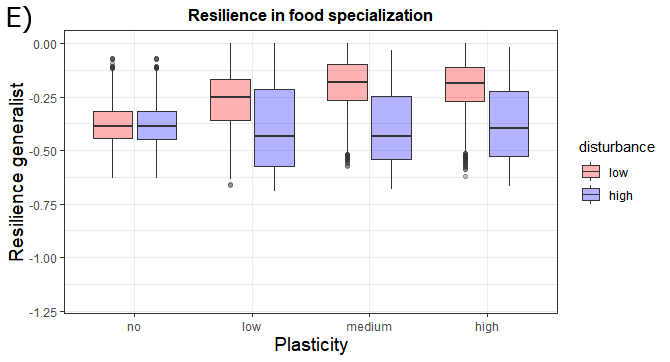 E)
Resilience in food specialization
Resilience generalist
0.00
-0.25
-0.50
-0.75
-1.00
-1.25
no low medium high
Plasticity
disturbance
low
high